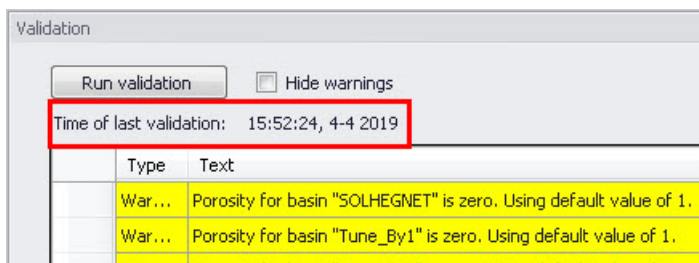 Validation
Run validation Hide warnings
Time of last validation: 15:52:24, 4-4 2019
Type Text
War... Porosity for basin "SOLHEGNET" is zero. Using default value of 1.
War... Porosity for basin "Tune_By1" is zero. Using default value of 1.